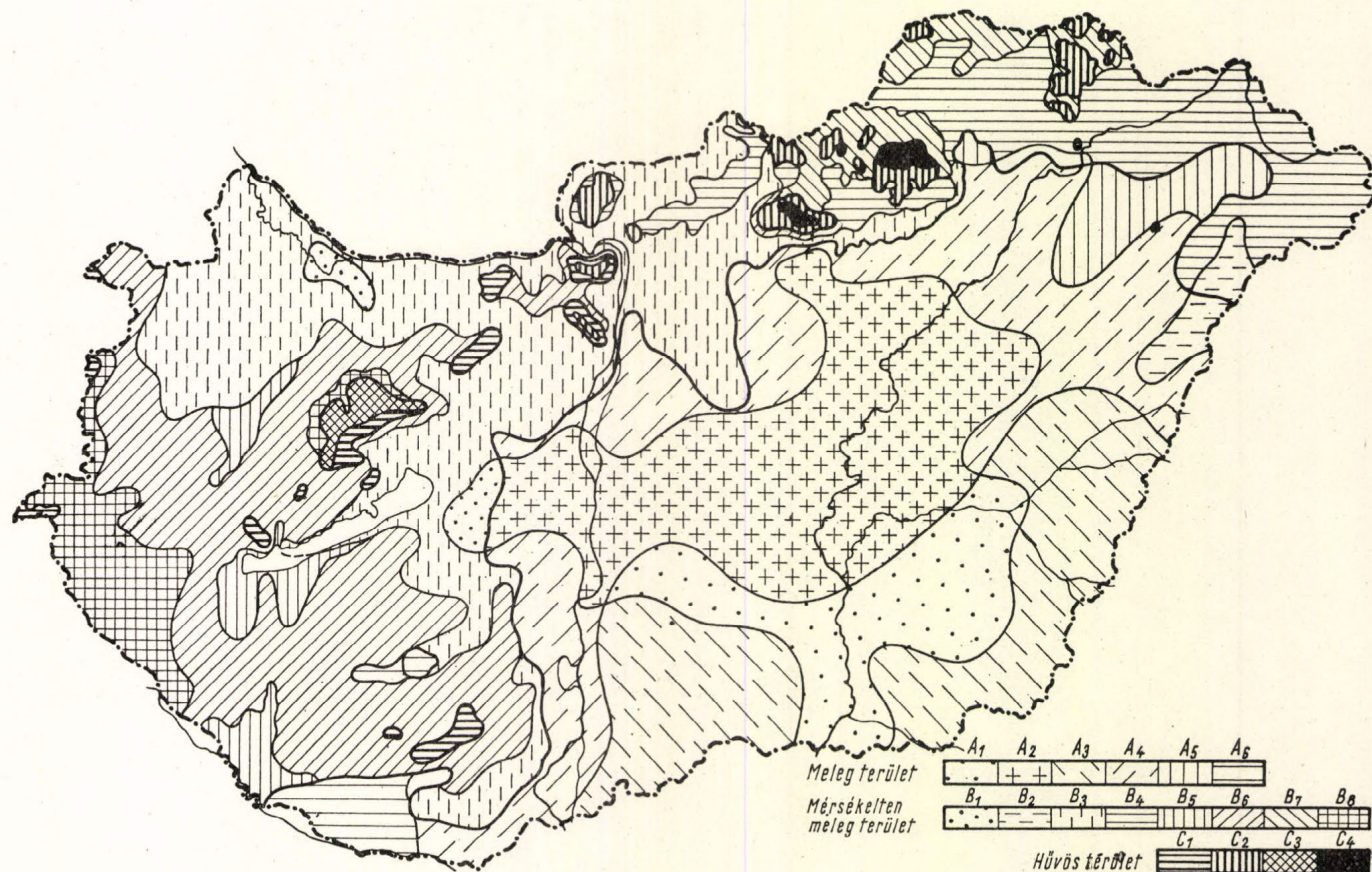 A₁ A₂ A₃ A₄ A₅ A₆
Meleg terület
B₁ B₂ B₃ B₄ B₅ B₆ B₇ B₈
Mérsékelten
meleg terület
C₁ C₂ C₃ C₄
Hűvös terület